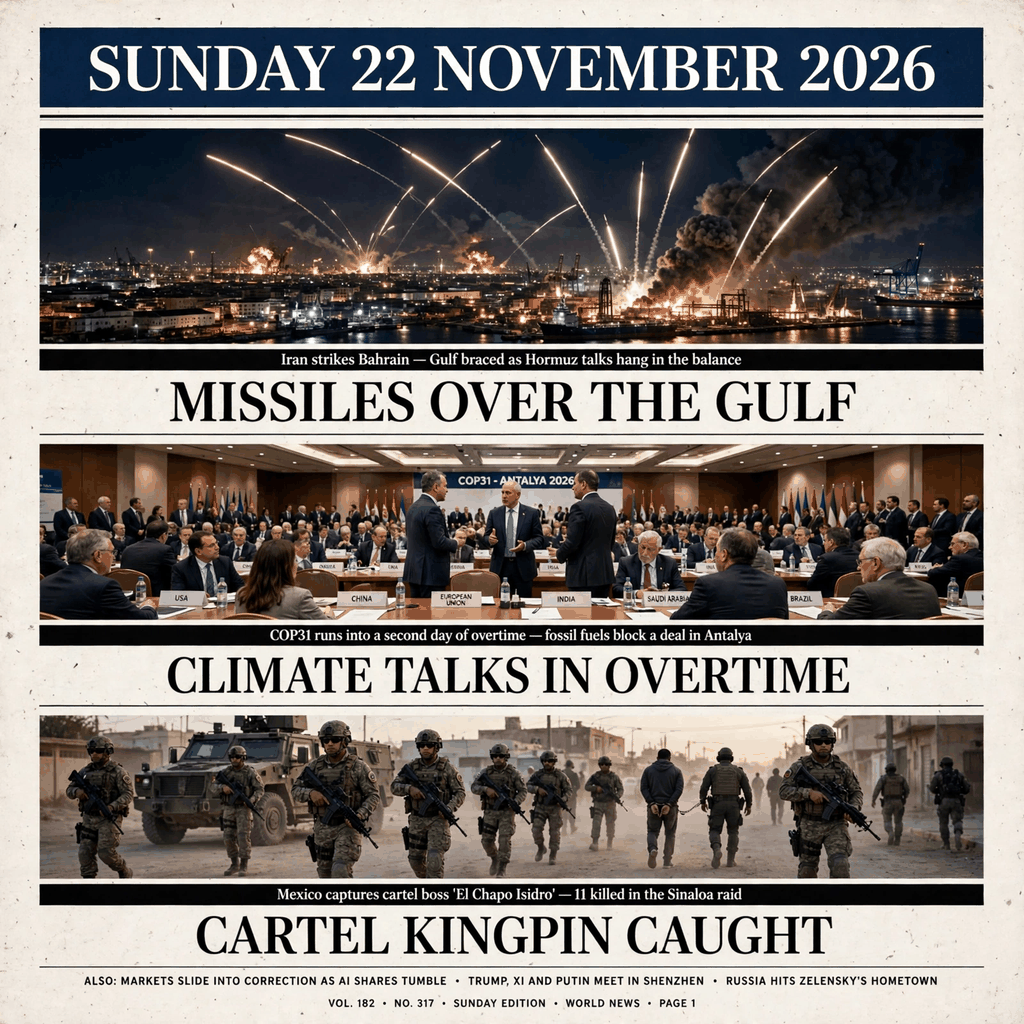 SUNDAY 22 NOVEMBER 2026
Iran strikes Bahrain — Gulf braced as Hormuz talks hang in the balance
MISSILES OVER THE GULF
COP31 - ANTALYA 2026
USA
CHINA
EUROPEAN
UNION
INDIA
SAUDI ARABIA
BRAZIL
COP31 runs into a second day of overtime — fossil fuels block a deal in Antalya
CLIMATE TALKS IN OVERTIME
Mexico captures cartel boss 'El Chapo Isidro' — 11 killed in the Sinaloa raid
CARTEL KINGPIN CAUGHT
ALSO: MARKETS SLIDE INTO CORRECTION AS AI SHARES TUMBLE • TRUMP, XI AND PUTIN MEET IN SHENZHEN • RUSSIA HITS ZELENSKY'S HOMETOWN
VOL. 182 • NO. 317 • SUNDAY EDITION • WORLD NEWS • PAGE 1